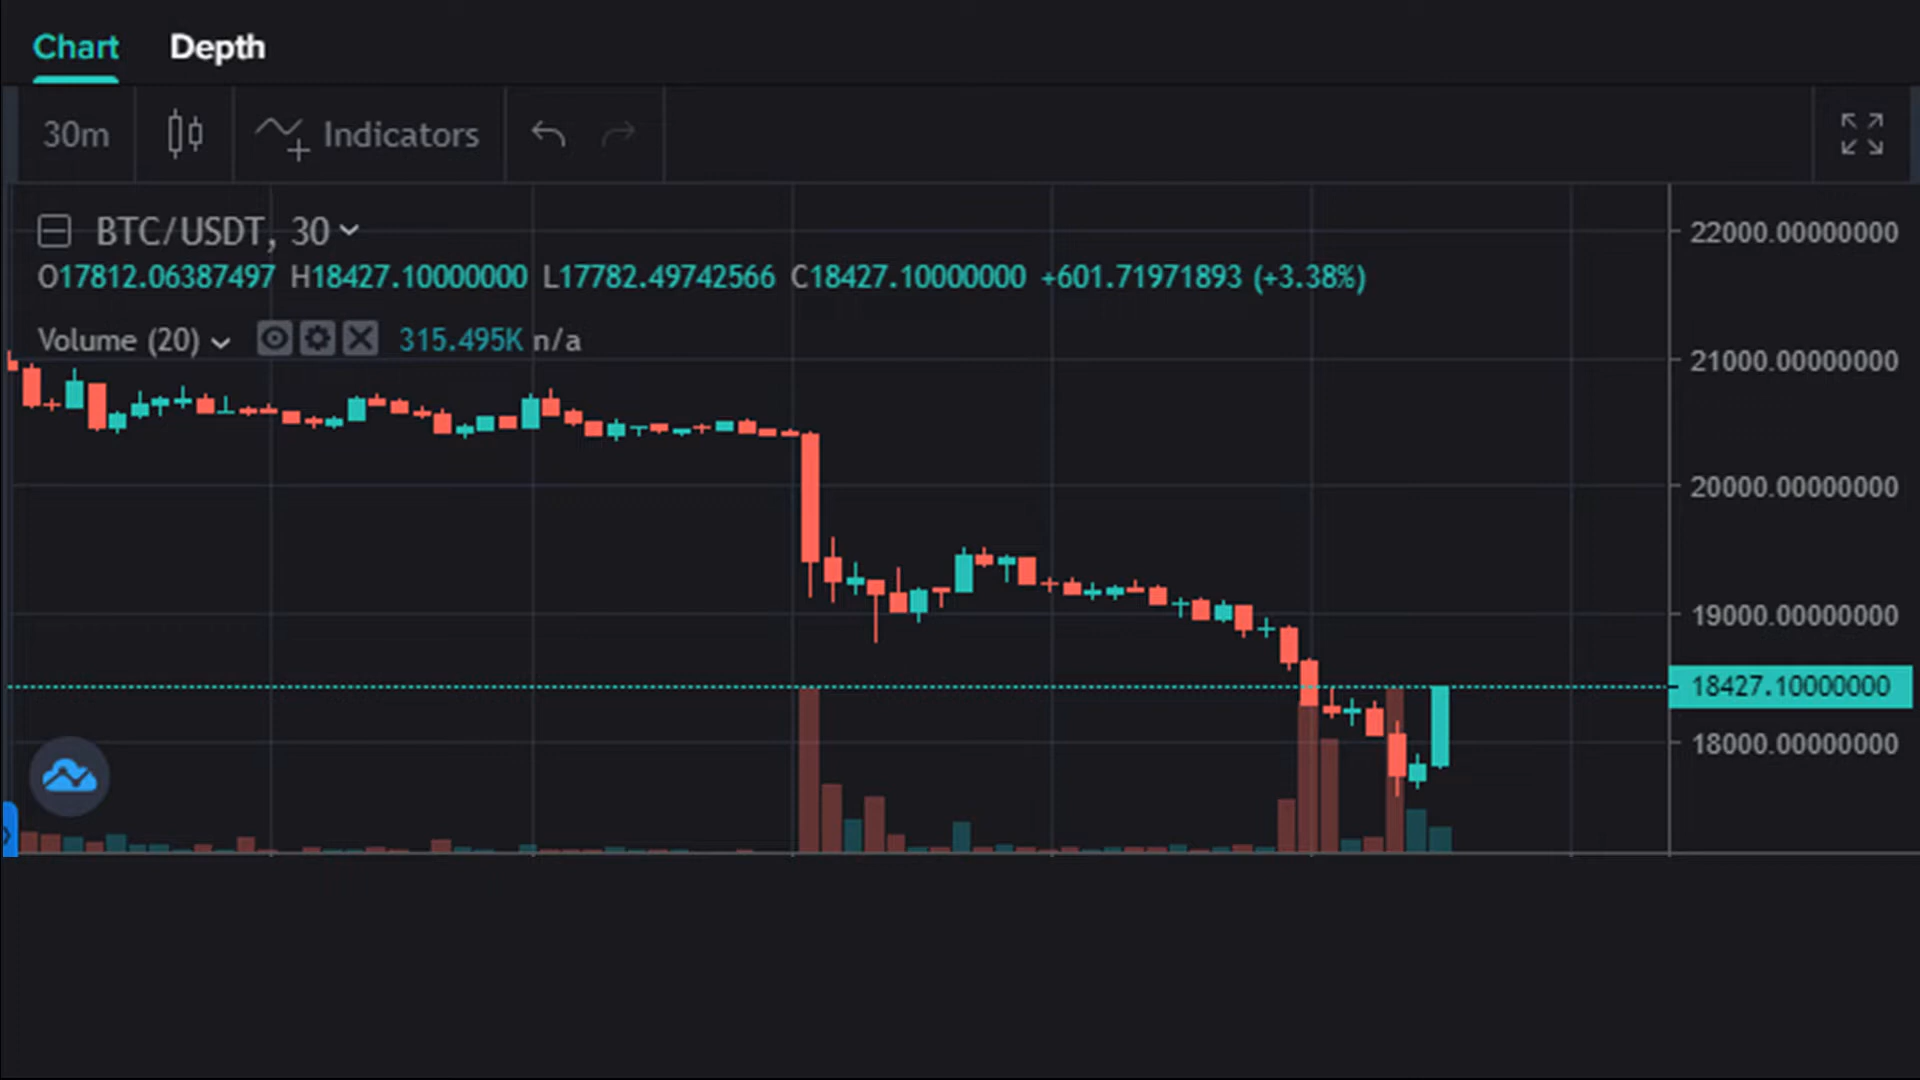 Chart Depth
30m Indicators
BTC/USDT, 30
O17812.06387497 H18427.10000000 L17782.49742566 C18427.10000000 +601.71971893 (+3.38%)
Volume (20) 315.495K n/a
22000.00000000
21000.00000000
20000.00000000
19000.00000000
18427.10000000
18000.00000000